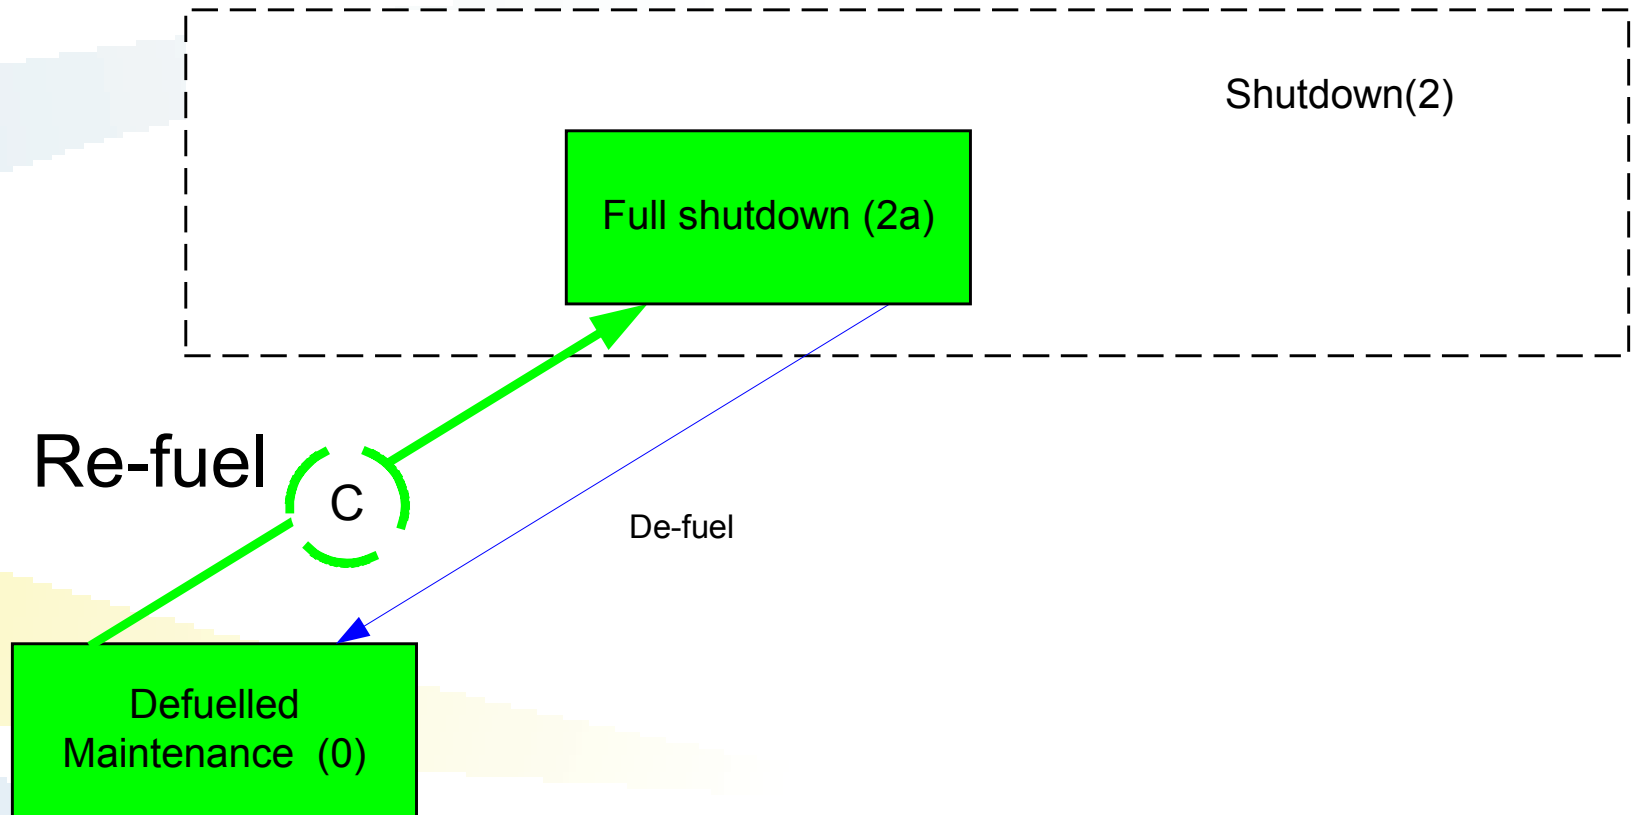 Shutdown(2)
Full shutdown (2a)
Re-fuel
C
De-fuel
Defuelled
Maintenance (0)